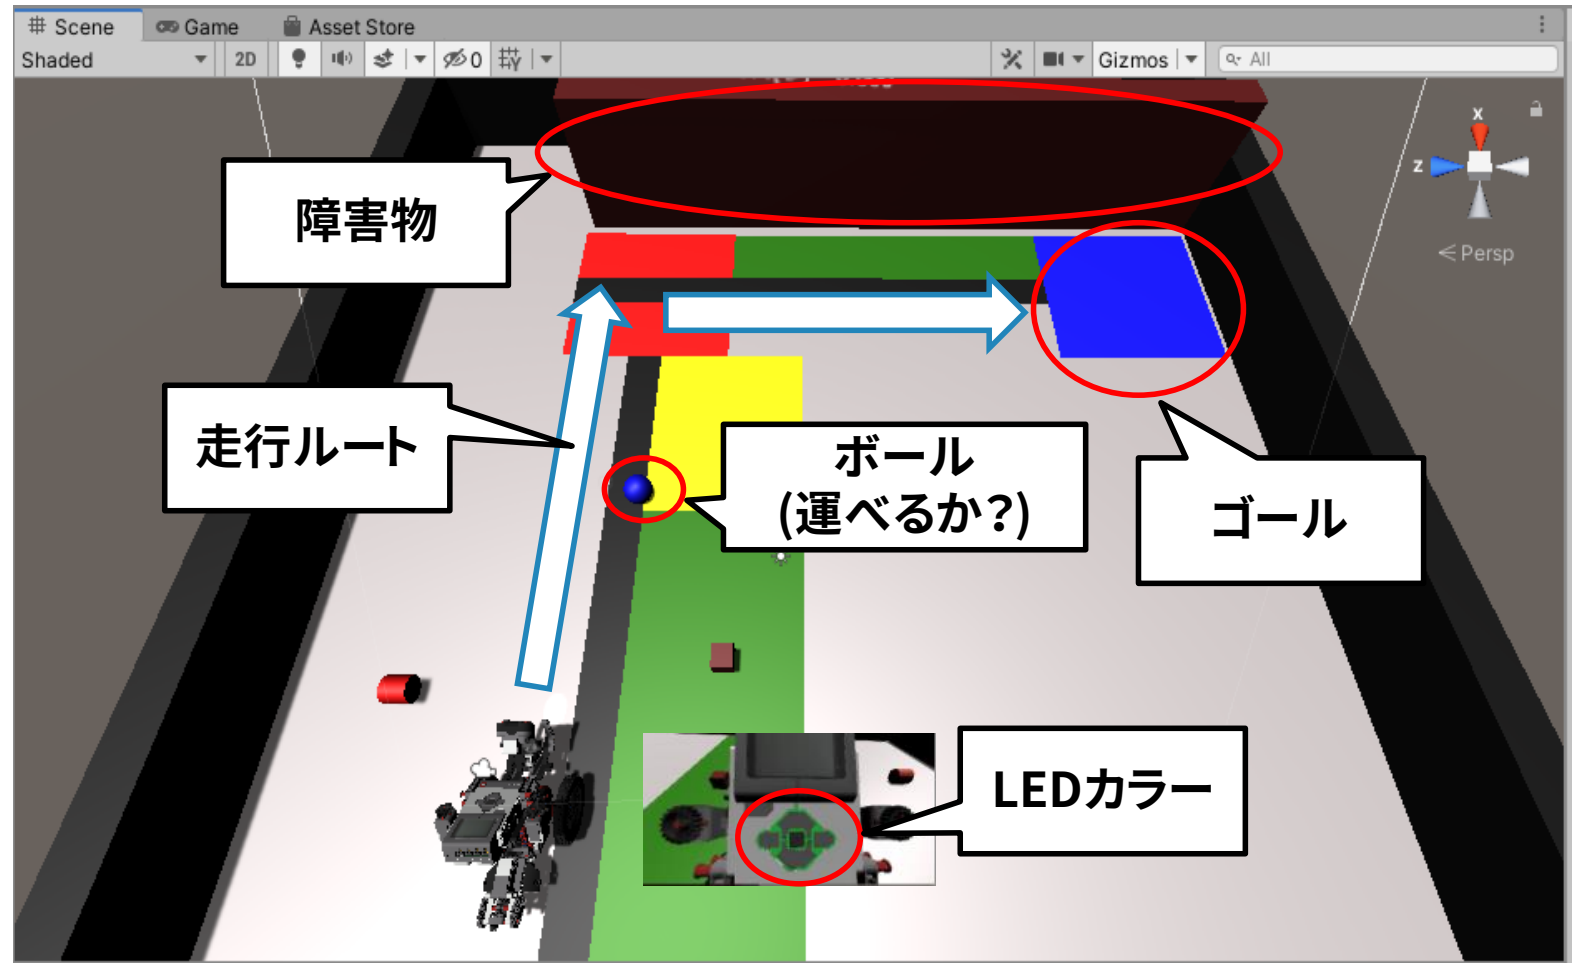 Scene
Game
Asset Store
Shaded
2D
0
Gizmos
All
x
z
Persp
障害物
走行ルート
ボール
(運べるか?)
ゴール
LEDカラー